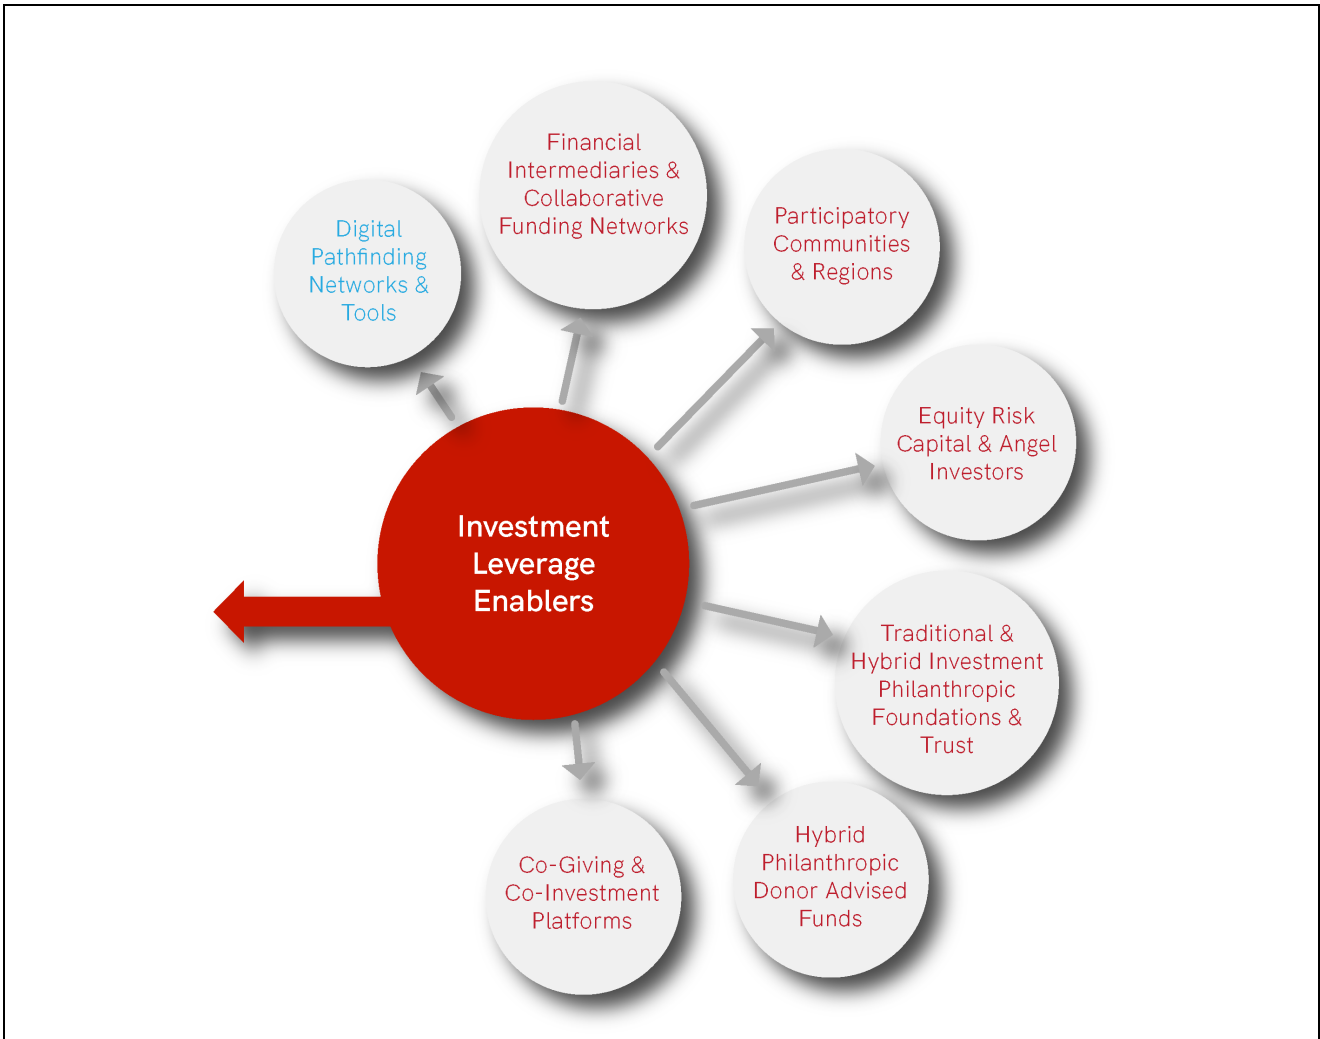 Financial
Intermediaries &
Collaborative
Funding Networks
Digital
Pathfinding
Networks &
Tools
Participatory
Communities
& Regions
Equity Risk
Capital & Angel
Investors
Investment
Leverage
Enablers
Traditional &
Hybrid Investment
Philanthropic
Foundations &
Trust
Hybrid
Philanthropic
Donor Advised
Funds
Co-Giving &
Co-Investment
Platforms